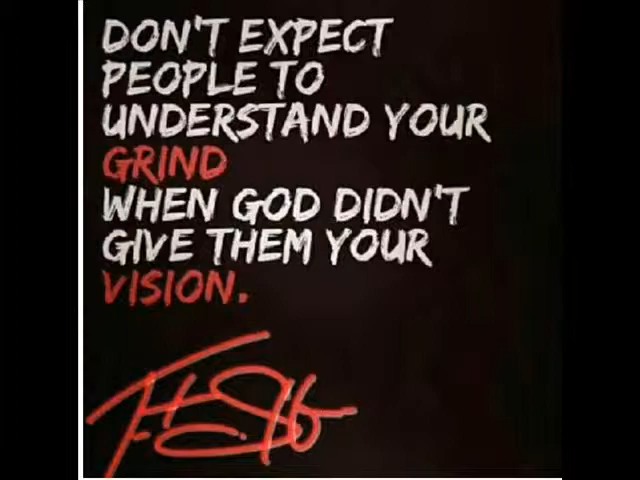 DON'T EXPECT
PEOPLE TO
UNDERSTAND YOUR
GRIND
WHEN GOD DIDN'T
GIVE THEM YOUR
VISION.